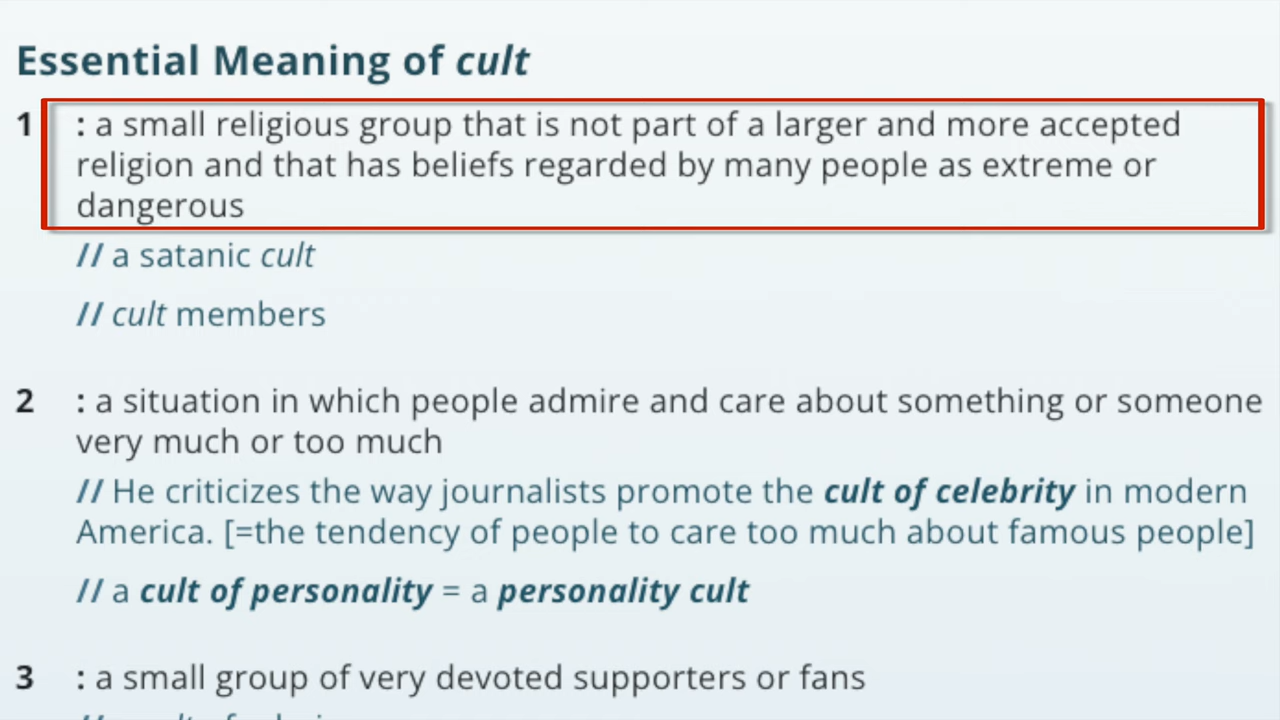 Essential Meaning of cult
1 : a small religious group that is not part of a larger and more accepted
religion and that has beliefs regarded by many people as extreme or
dangerous
// a satanic cult
// cult members
2 : a situation in which people admire and care about something or someone
very much or too much
// He criticizes the way journalists promote the cult of celebrity in modern
America. [=the tendency of people to care too much about famous people]
// a cult of personality = a personality cult
3 : a small group of very devoted supporters or fans